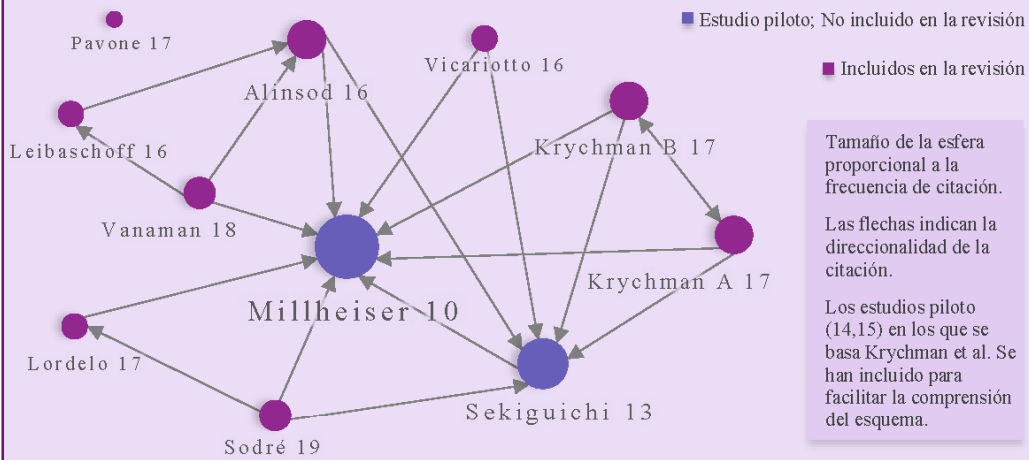 Estudio piloto; No incluido en la revisión
Incluidos en la revisión
Pavone 17
Alinsod 16
Vicariotto 16
Leibaschoff 16
Krychman B 17
Vanaman 18
Krychman A 17
Millheiser 10
Lordelo 17
Sekiguchi 13
Sodré 19
Tamaño de la esfera
proporcional a la
frecuencia de citación.
Las flechas indican la
direccionalidad de la
citación.
Los estudios piloto
(14,15) en los que se
basa Krychman et al. Se
han incluido para
facilitar la comprensión
del esquema.